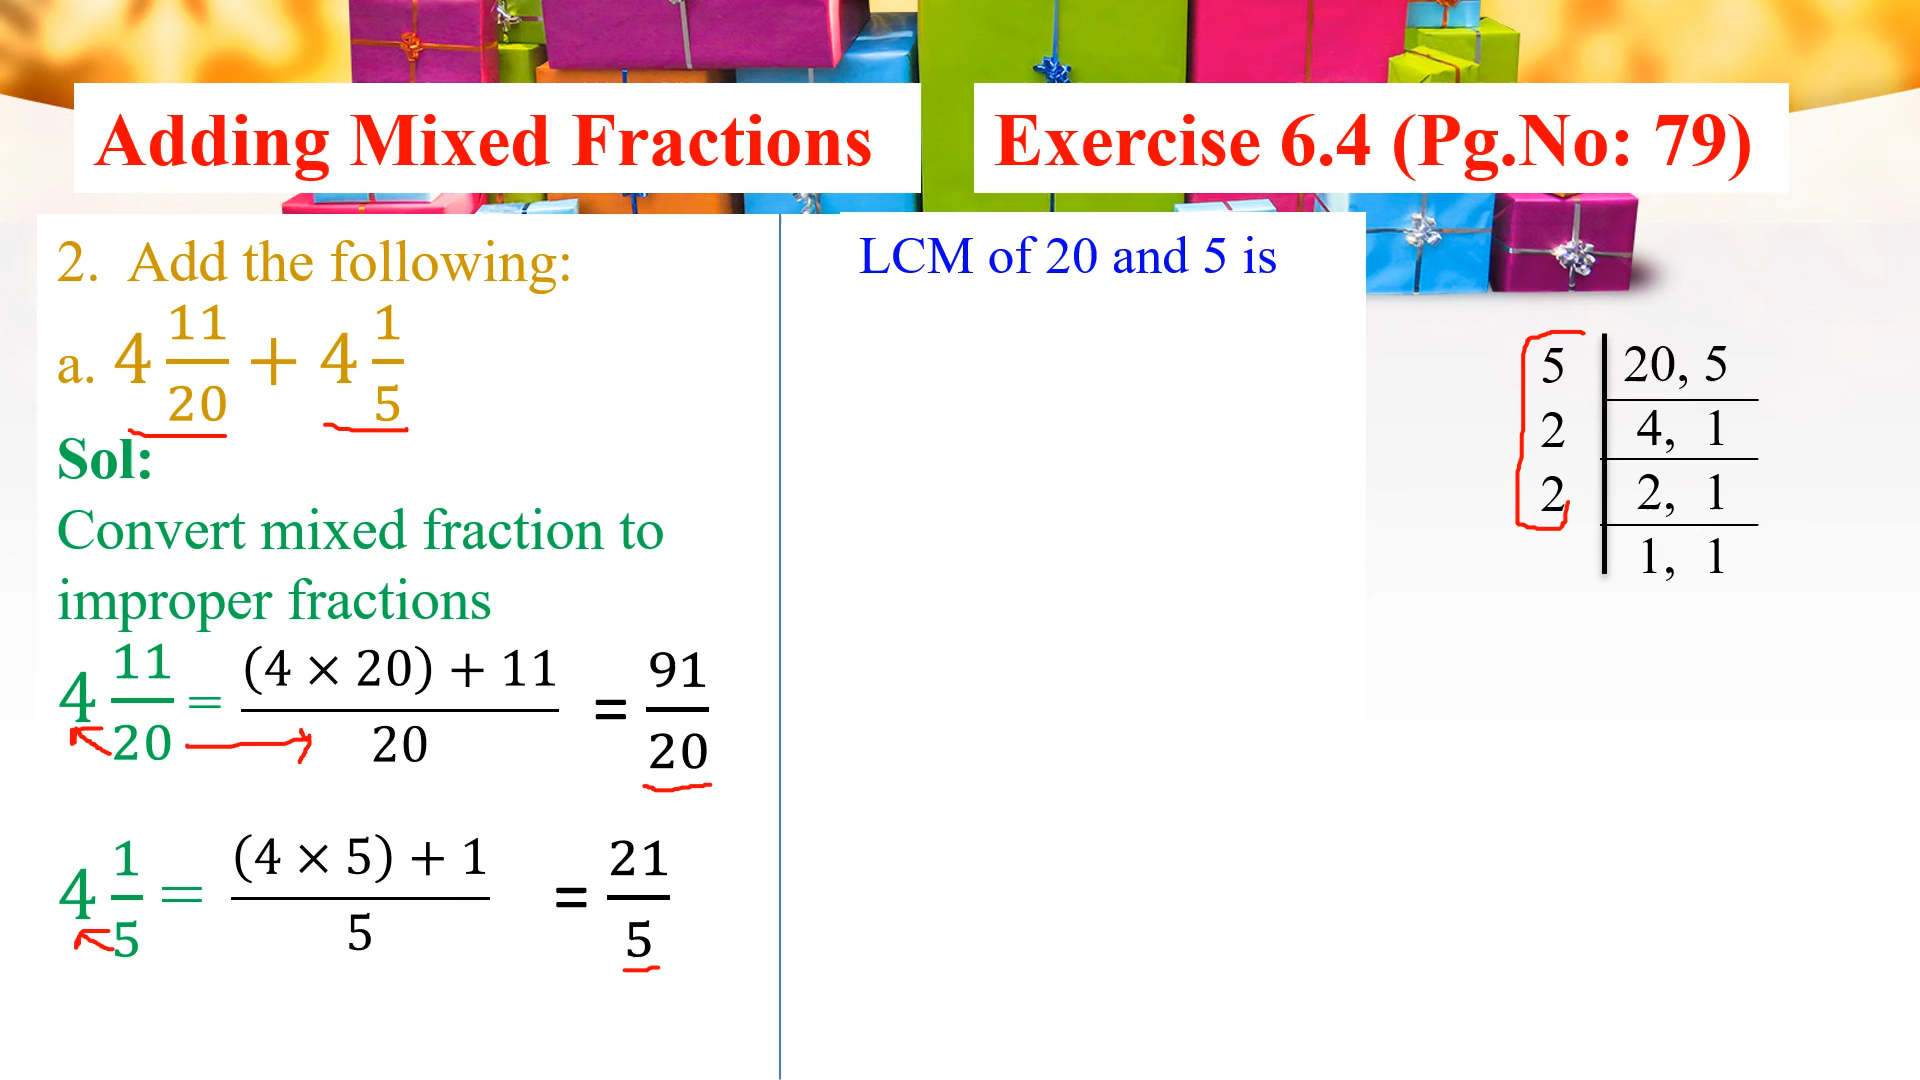 Adding Mixed Fractions
Exercise 6.4 (Pg.No: 79)
2. Add the following:
a. 4 11/20 + 4 1/5
Sol:
Convert mixed fraction to
improper fractions
4 11/20 = (4 × 20) + 11/20 = 91/20
4 1/5 = (4 × 5) + 1/5 = 21/5
LCM of 20 and 5 is
5 | 20, 5
2 | 4, 1
2 | 2, 1
1, 1